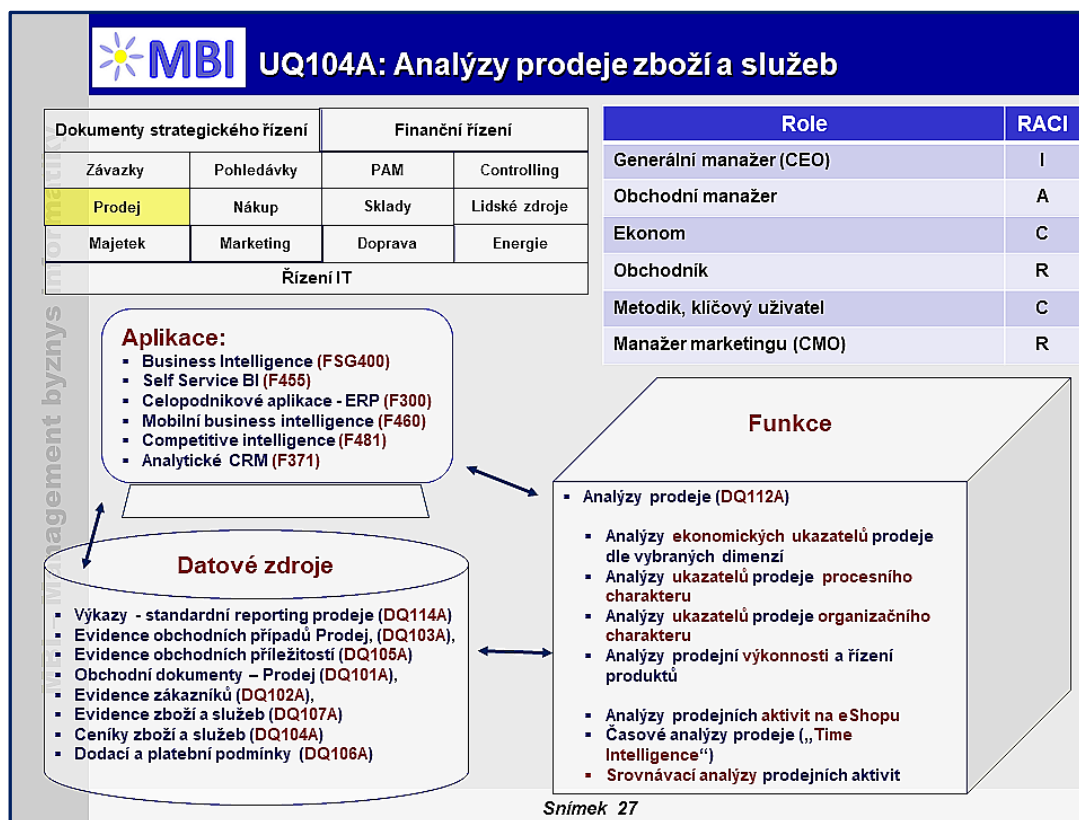 MBI
UQ104A: Analýzy prodeje zboží a služeb
MBI - Management byznys informatiky
Dokumenty strategického řízení Finanční řízení
Závazky Pohledávky PAM Controlling
Prodej Nákup Sklady Lidské zdroje
Majetek Marketing Doprava Energie
Řízení IT
Role RACI
Generální manažer (CEO) I
Obchodní manažer A
Ekonom C
Obchodník R
Metodik, klíčový uživatel C
Manažer marketingu (CMO) R
Aplikace:
▪ Business Intelligence (FSG400)
▪ Self Service BI (F455)
▪ Celopodnikové aplikace - ERP (F300)
▪ Mobilní business intelligence (F460)
▪ Competitive intelligence (F481)
▪ Analytické CRM (F371)
Datové zdroje
▪ Výkazy - standardní reporting prodeje (DQ114A)
▪ Evidence obchodních případů Prodej, (DQ103A),
▪ Evidence obchodních příležitostí (DQ105A)
▪ Obchodní dokumenty – Prodej (DQ101A),
▪ Evidence zákazníků (DQ102A),
▪ Evidence zboží a služeb (DQ107A)
▪ Ceníky zboží a služeb (DQ104A)
▪ Dodací a platební podmínky (DQ106A)
Funkce
▪ Analýzy prodeje (DQ112A)
▪ Analýzy ekonomických ukazatelů prodeje
dle vybraných dimenzí
▪ Analýzy ukazatelů prodeje procesního
charakteru
▪ Analýzy ukazatelů prodeje organizačního
charakteru
▪ Analýzy prodejní výkonnosti a řízení
produktů
▪ Analýzy prodejních aktivit na eShopu
▪ Časové analýzy prodeje („Time
Intelligence“)
▪ Srovnávací analýzy prodejních aktivit
Snímek 27